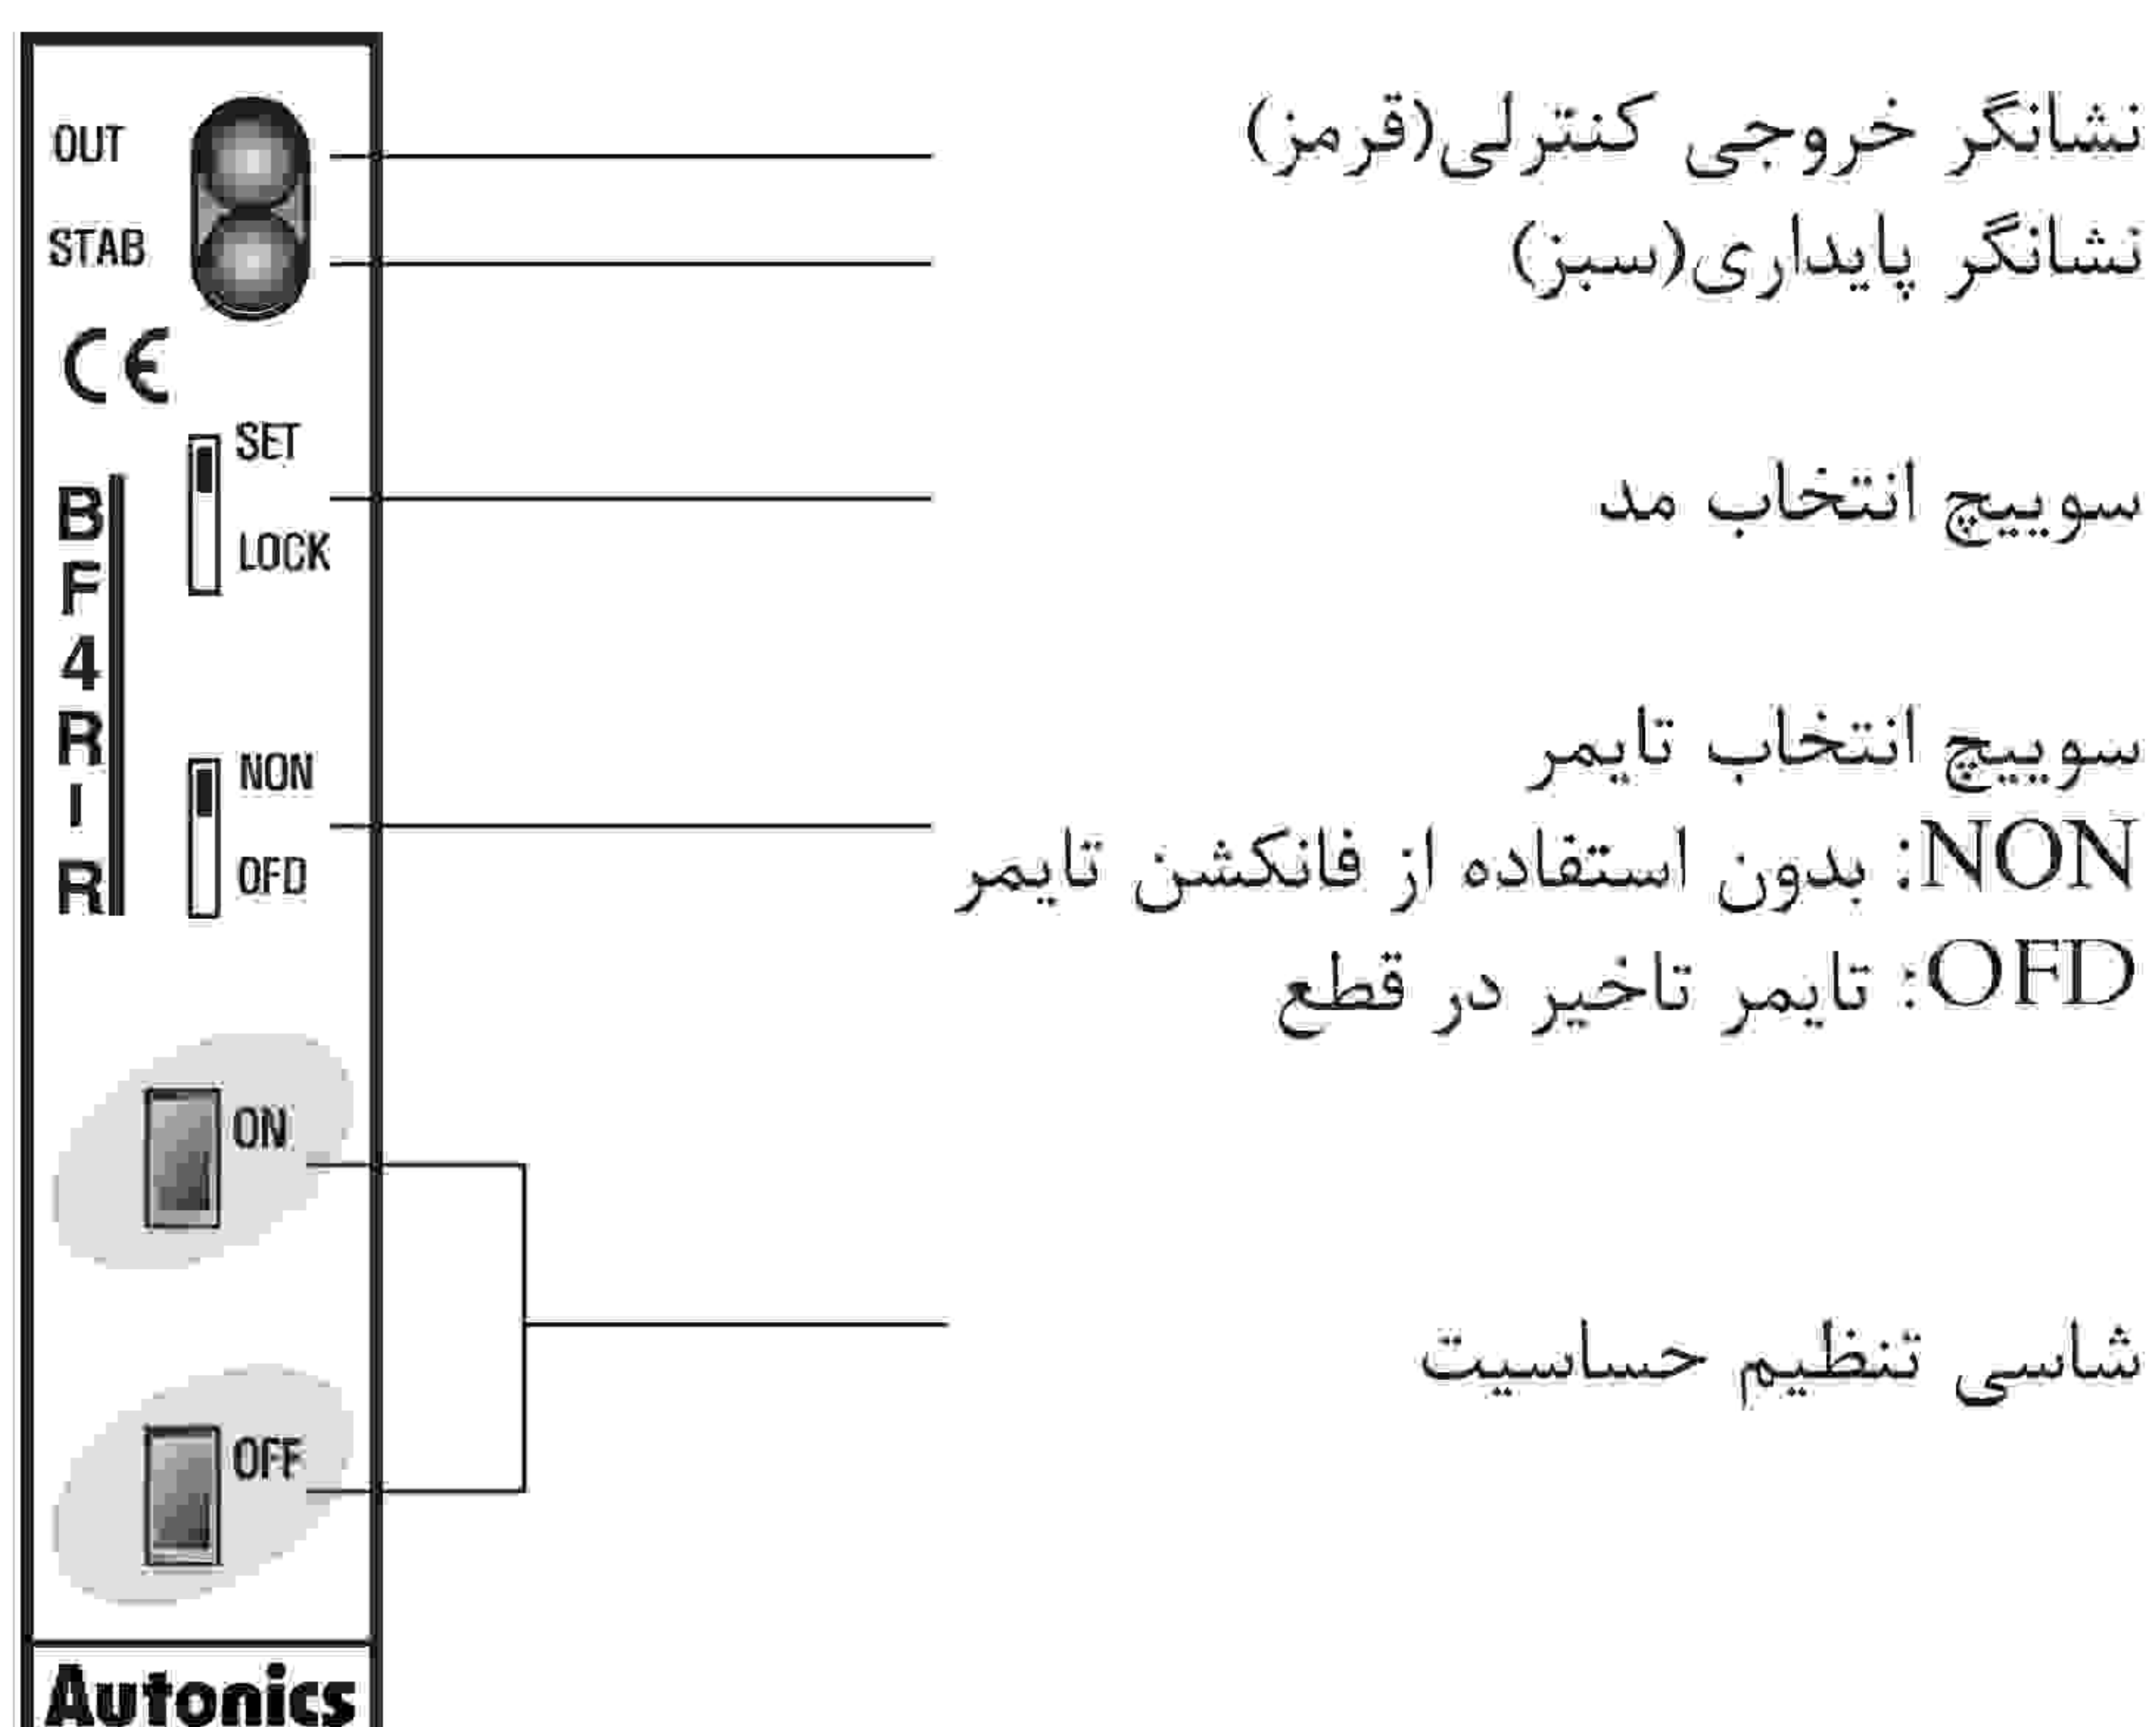 OUT
نشانگر خروجی کنترلی(قرمز)
STAB
نشانگر پایداری(سبز)
CE
SET
LOCK
سوییچ انتخاب مد
BF4RIR
NON
OFD
سوییچ انتخاب تایمر
NON: بدون استفاده از فانکشن تایمر
OFD: تایمر تاخیر در قطع
ON
OFF
شاسی تنظیم حساسیت
Autonics